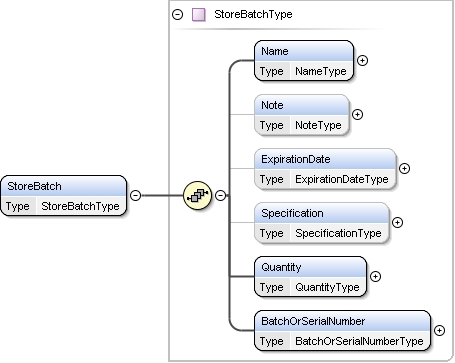 StoreBatchType
Name
Type NameType
Note
Type NoteType
ExpirationDate
Type ExpirationDateType
StoreBatch
Type StoreBatchType
Specification
Type SpecificationType
Quantity
Type QuantityType
BatchOrSerialNumber
Type BatchOrSerialNumberType